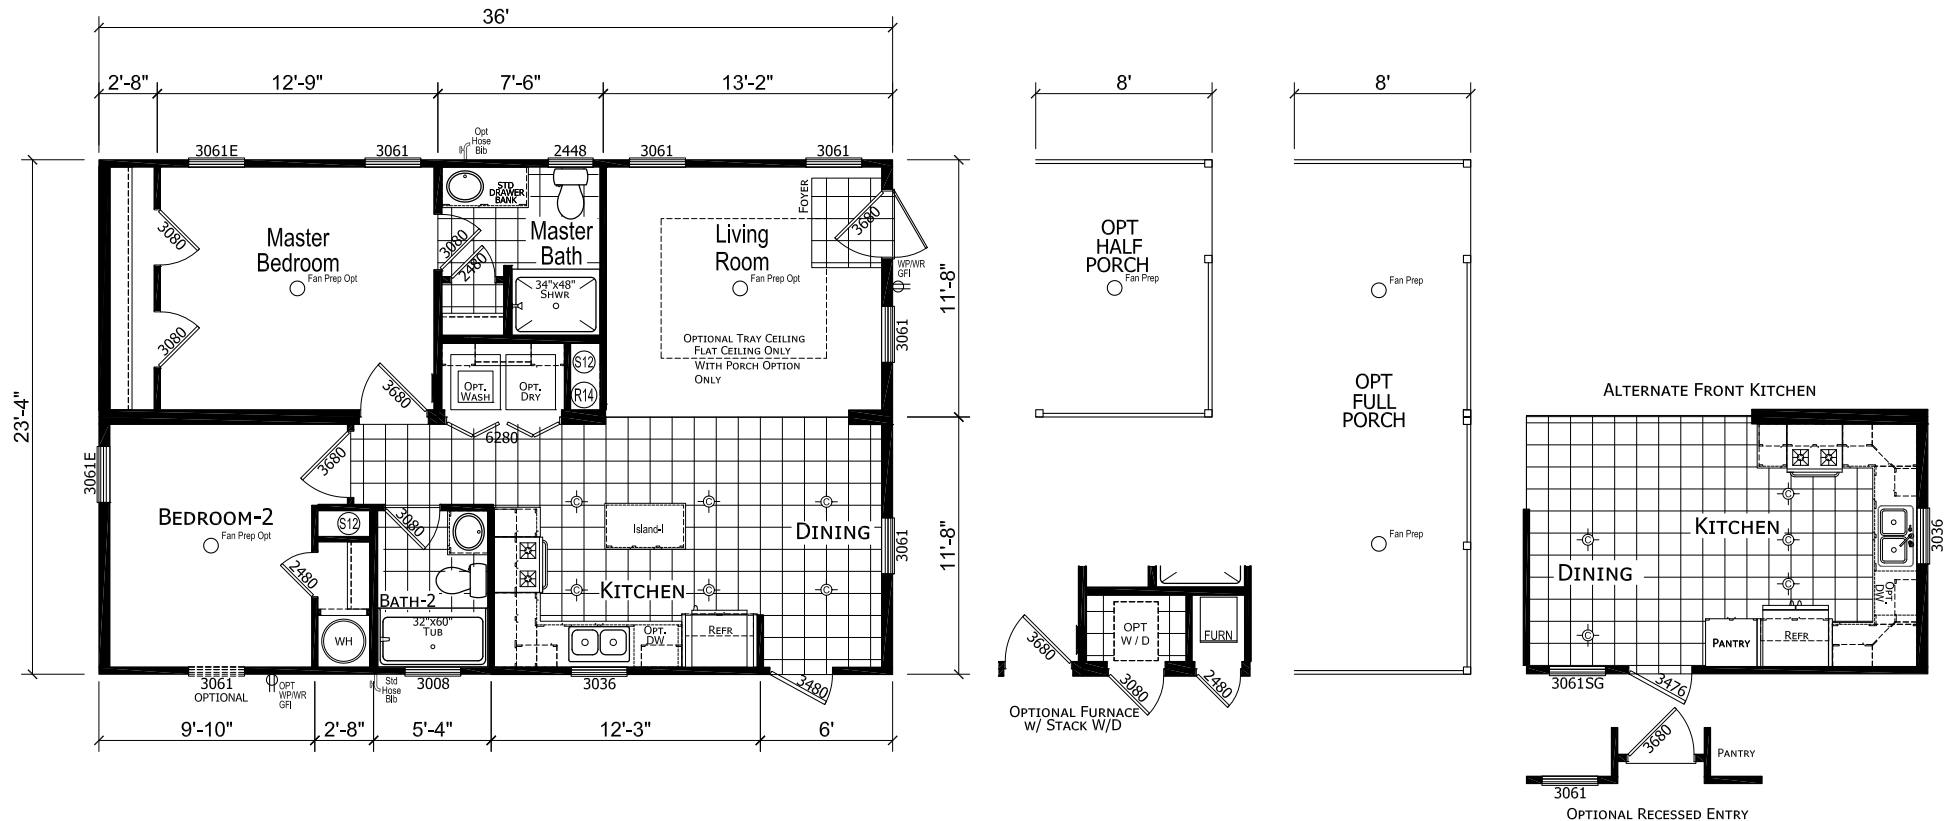 36'
2'-8"
12'-9"
7'-6"
13'-2"
8'
8'
Opt
Hose
Bib
3061E
3061
2448
3061
3061
STD
DRAWER
BANK
FOYER
3080
3680
Master
Bedroom
Fan Prep Opt
3080
2480
Master
Bath
Living
Room
Fan Prep Opt
WP/WR
GFI
34"x48"
SHWR
3061
11'-8"
3080
OPTIONAL TRAY CEILING
FLAT CEILING ONLY
WITH PORCH OPTION
ONLY
S12
R14
OPT.
WASH
OPT.
DRY
3680
6280
23'-4"
OPT
HALF
PORCH
Fan Prep
Fan Prep
OPT
FULL
PORCH
Fan Prep
3061E
3680
BEDROOM-2
Fan Prep Opt
S12
3080
2480
Island-I
DINING
3061
11'-8"
KITCHEN
BATH-2
32"x60"
TUB
WH
OPT.
DW
REFR
3061
OPTIONAL
OPT
WP/WR
GFI
Std
Hose
Bib
3008
3036
3480
9'-10"
2'-8"
5'-4"
12'-3"
6'
3680
OPT
W / D
FURN
3080
2480
OPTIONAL FURNACE
W/ STACK W/D
ALTERNATE FRONT KITCHEN
KITCHEN
DINING
3036
OPT.
DW
PANTRY
REFR
3061SG
3476
3680
PANTRY
3061
OPTIONAL RECESSED ENTRY